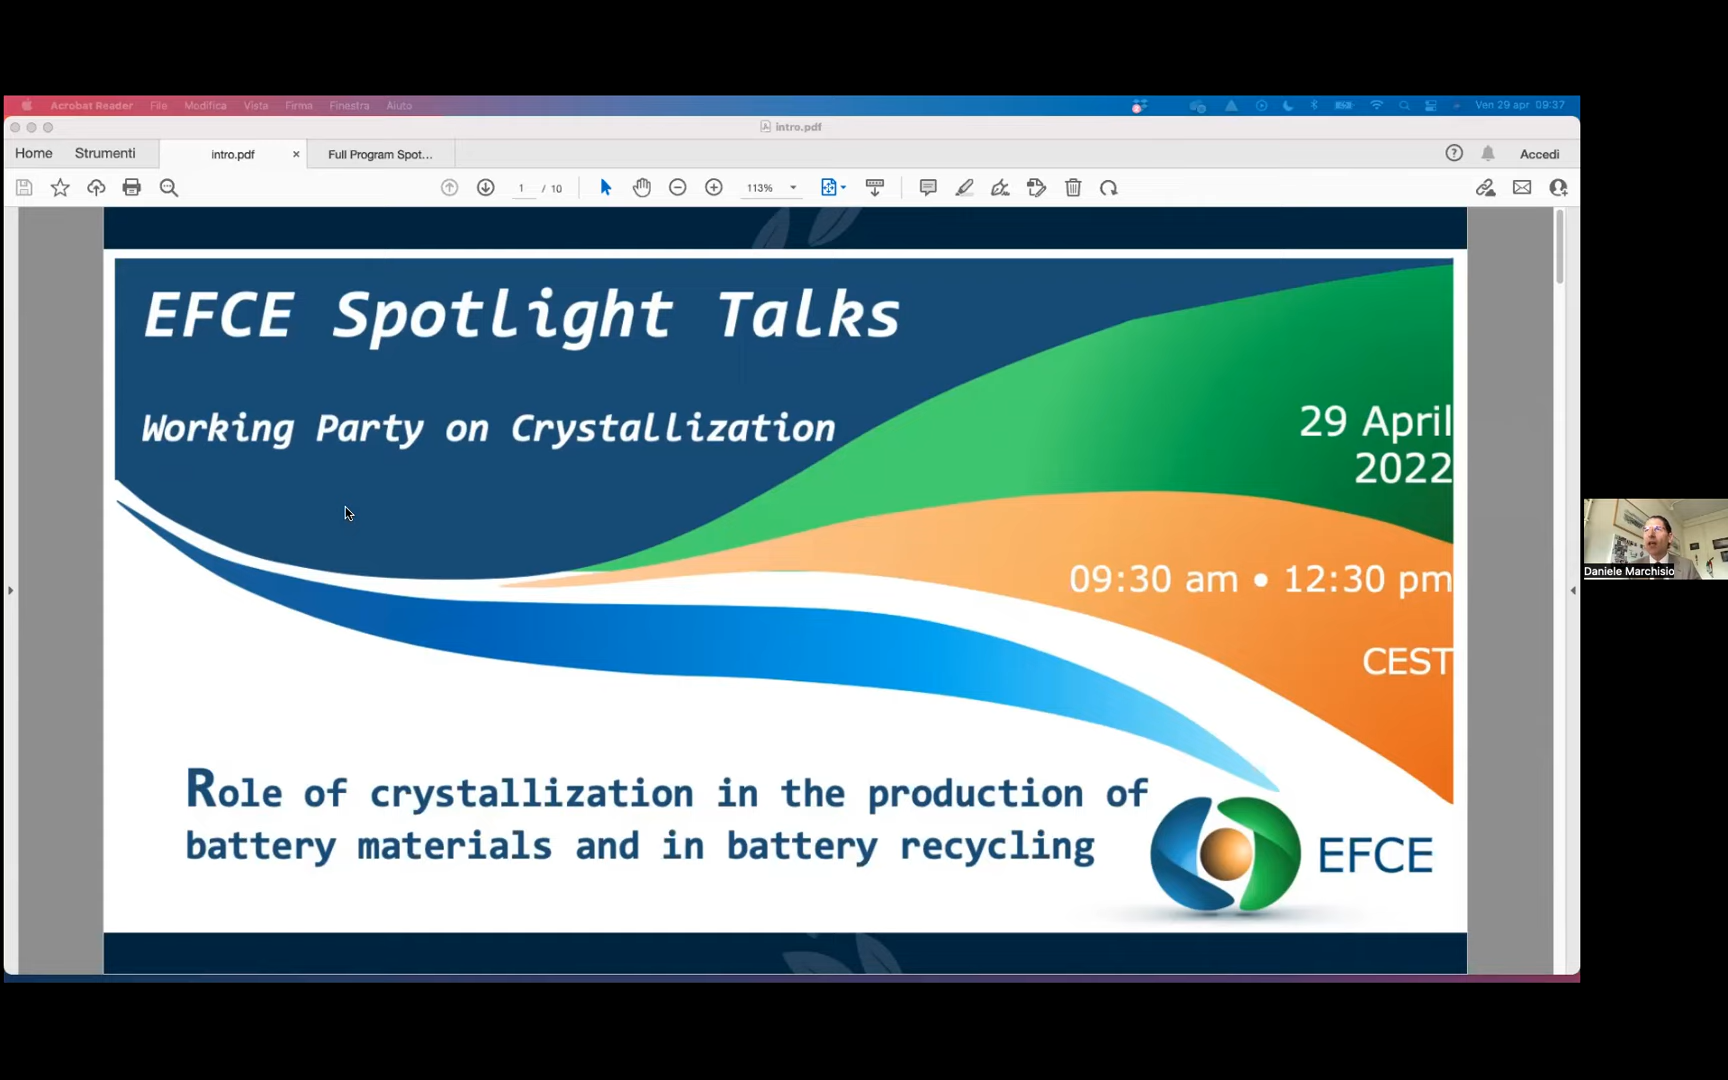 Acrobat Reader File Modifica Vista Firma Finestra Aiuto Ven 29 apr 09:37
intro.pdf
Home Strumenti intro.pdf Full Program Spot... Accedi
1 / 10 113%
EFCE Spotlight Talks
Working Party on Crystallization
29 April
2022
09:30 am • 12:30 pm
CEST
Daniele Marchisio
Role of crystallization in the production of
battery materials and in battery recycling
EFCE